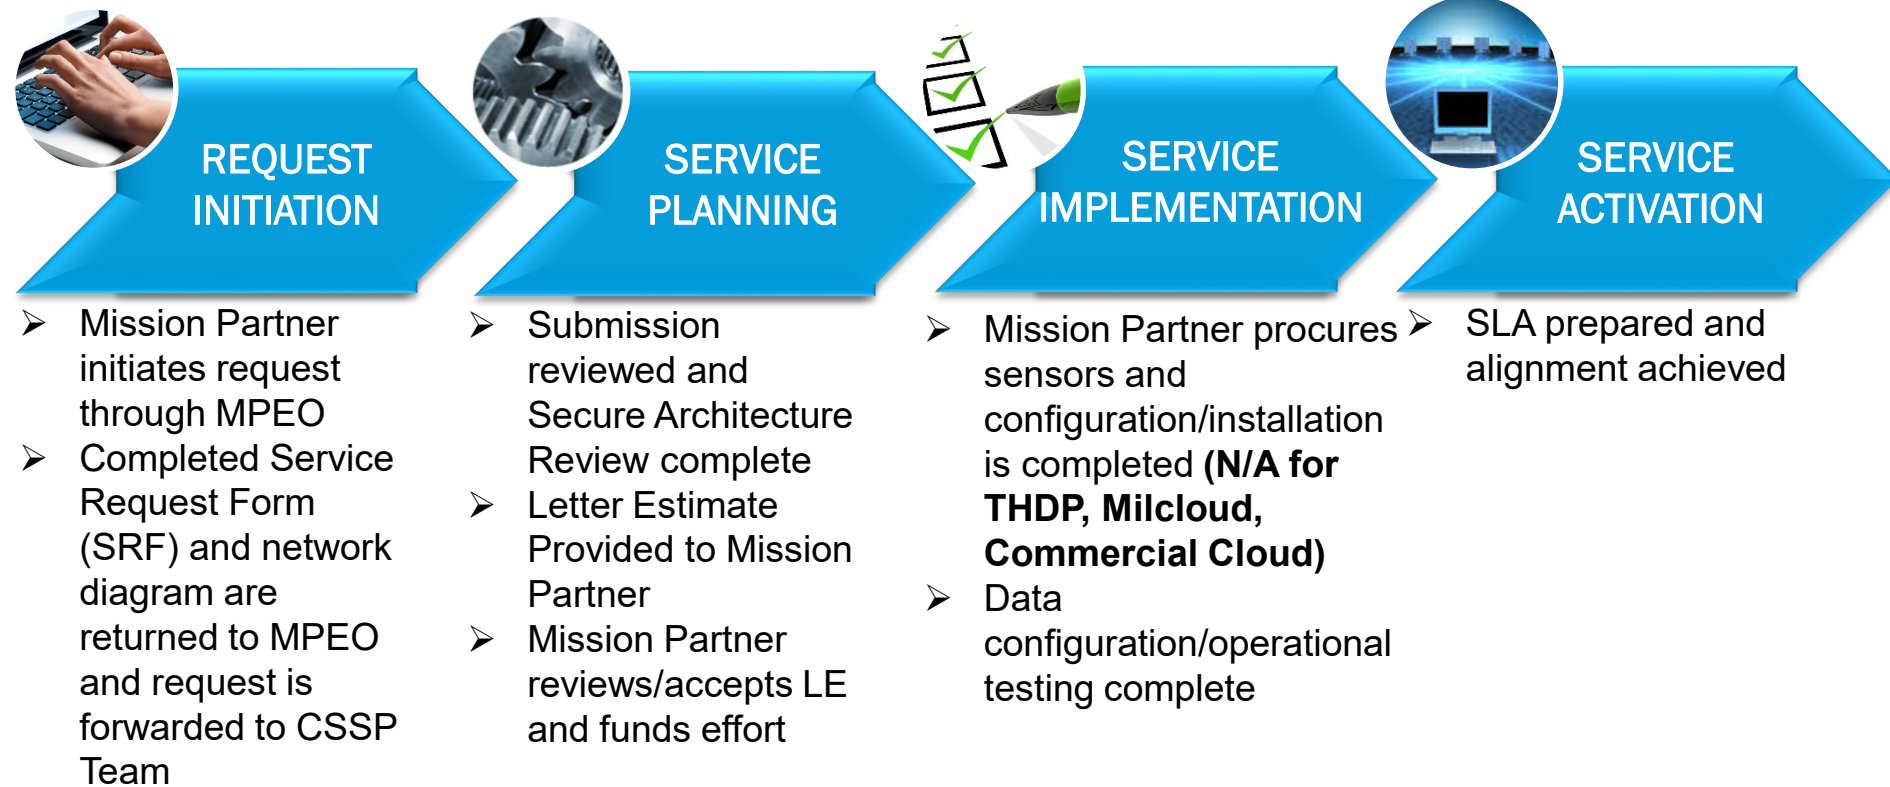 REQUEST
INITIATION
➢ Mission Partner
initiates request
through MPEO
➢ Completed Service
Request Form
(SRF) and network
diagram are
returned to MPEO
and request is
forwarded to CSSP
Team
SERVICE
PLANNING
➢ Submission
reviewed and
Secure Architecture
Review complete
➢ Letter Estimate
Provided to Mission
Partner
➢ Mission Partner
reviews/accepts LE
and funds effort
SERVICE
IMPLEMENTATION
➢ Mission Partner procures
sensors and
configuration/installation
is completed (N/A for
THDP, Milcloud,
Commercial Cloud)
➢ Data
configuration/operational
testing complete
SERVICE
ACTIVATION
➢ SLA prepared and
alignment achieved